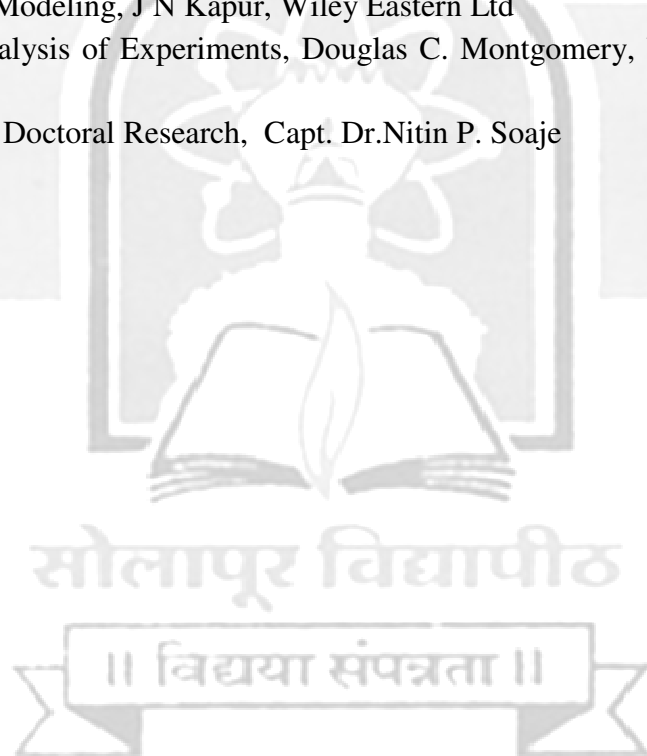 Modeling, J N Kapur, Wiley Eastern Ltd
alysis of Experiments, Douglas C. Montgomery,
Doctoral Research, Capt. Dr.Nitin P. Soaje
सोलापूर विद्यापीठ
॥ विद्यया संपन्नता ॥